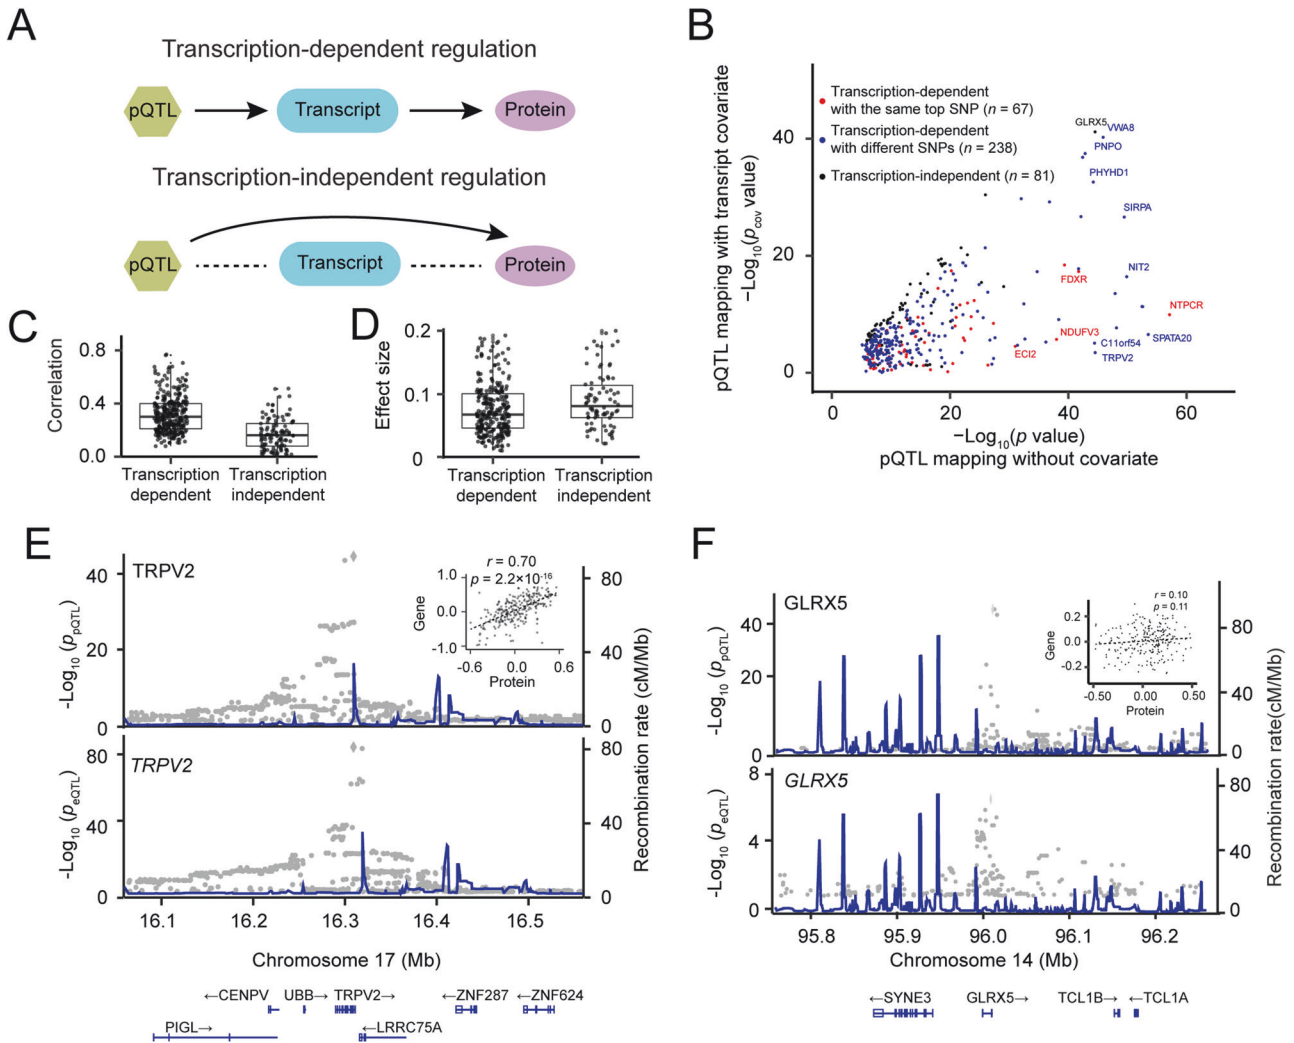 A
Transcription-dependent regulation
pQTL
Transcript
Protein
Transcription-independent regulation
pQTL
Transcript
Protein
B
pQTL mapping with transript covariate
−Log10(pcov value)
Transcription-dependent
with the same top SNP (n = 67)
Transcription-dependent
with different SNPs (n = 238)
Transcription-independent (n = 81)
40
20
0
GLRX5
VWA8
PNPO
PHYHD1
SIRPA
NIT2
FDXR
NTPCR
NDUFV3
ECI2
C11orf54
SPATA20
TRPV2
0
20
40
60
−Log10(p value)
pQTL mapping without covariate
C
Correlation
0.8
0.4
0.0
Transcription
dependent
Transcription
independent
D
Effect size
0.2
0.1
0
Transcription
dependent
Transcription
independent
E
TRPV2
-Log10 (ppQTL)
40
20
0
r = 0.70
p = 2.2×10-16
Gene
1.0
0.0
-1.0
-0.6
0.0
0.6
Protein
80
40
0
Recombination rate (cM/Mb)
TRPV2
-Log10 (peQTL)
80
40
0
80
40
0
16.1
16.2
16.3
16.4
16.5
Chromosome 17 (Mb)
←CENPV
UBB→
TRPV2→
←ZNF287
←ZNF624
PIGL→
←LRRC75A
F
GLRX5
-Log10 (ppQTL)
40
20
0
r = 0.10
p = 0.11
Gene
0.2
0.0
-0.2
-0.50
0.00
0.50
Protein
80
40
0
Recombination rate(cM/Mb)
GLRX5
-Log10 (peQTL)
8
4
0
80
40
0
95.8
95.9
96.0
96.1
96.2
Chromosome 14 (Mb)
←SYNE3
GLRX5→
TCL1B→
←TCL1A